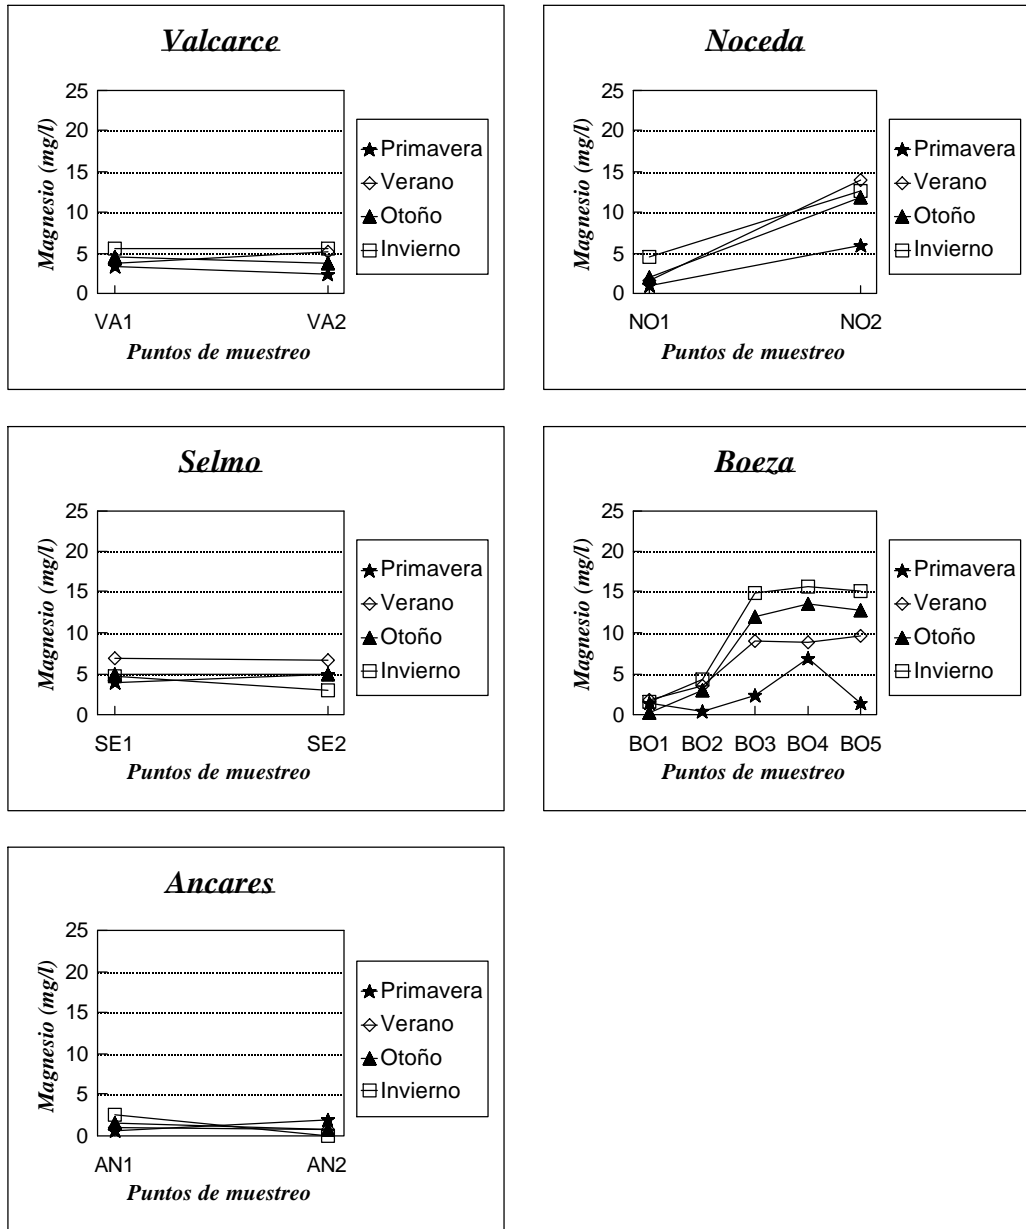 Valcarce
Magnesio (mg/l)
25
20
15
10
5
0
VA1 VA2
Puntos de muestreo
Primavera
Verano
Otoño
Invierno
Noceda
Magnesio (mg/l)
25
20
15
10
5
0
NO1 NO2
Puntos de muestreo
Primavera
Verano
Otoño
Invierno
Selmo
Magnesio (mg/l)
25
20
15
10
5
0
SE1 SE2
Puntos de muestreo
Primavera
Verano
Otoño
Invierno
Boeza
Magnesio (mg/l)
25
20
15
10
5
0
BO1 BO2 BO3 BO4 BO5
Puntos de muestreo
Primavera
Verano
Otoño
Invierno
Ancares
Magnesio (mg/l)
25
20
15
10
5
0
AN1 AN2
Puntos de muestreo
Primavera
Verano
Otoño
Invierno